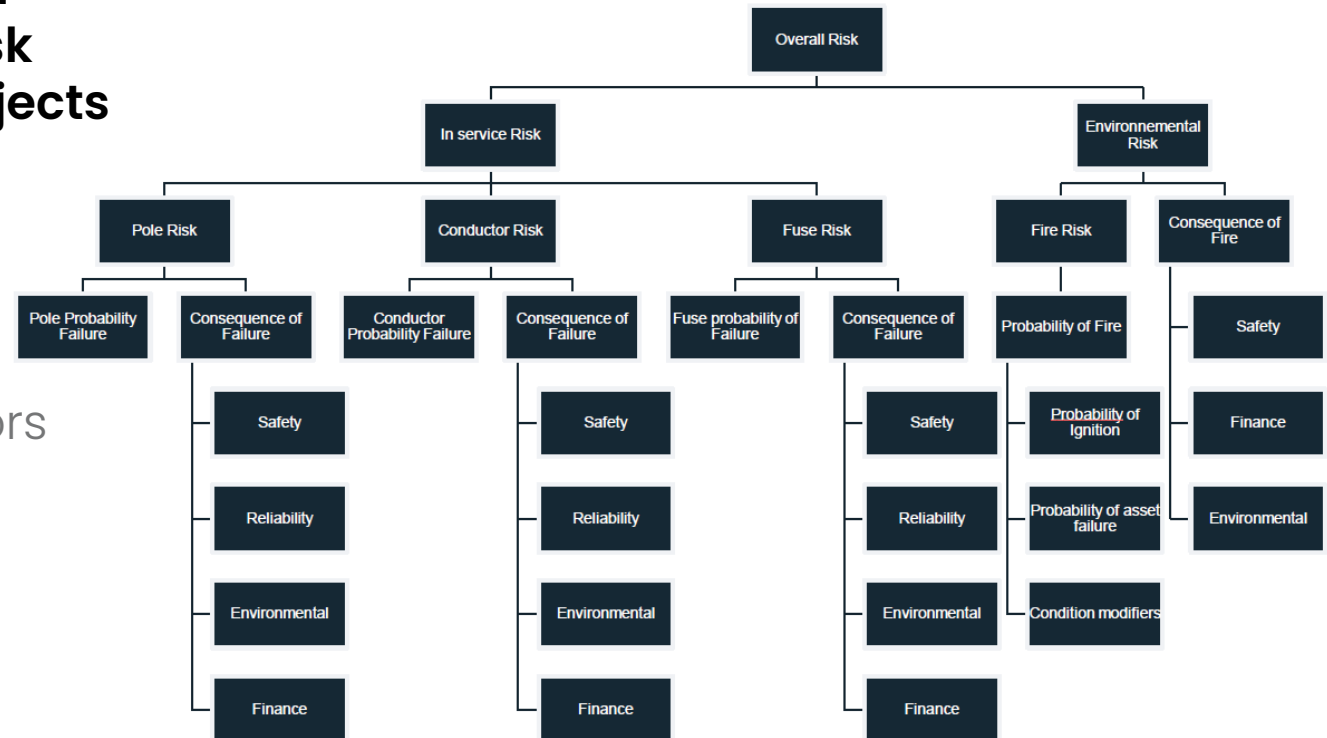 sk
jects
ors
Overall Risk
In service Risk
Environnemental
Risk
Pole Risk
Conductor Risk
Fuse Risk
Fire Risk
Consequence of
Fire
Pole Probability
Failure
Consequence of
Failure
Conductor
Probability Failure
Consequence of
Failure
Fuse probability of
Failure
Consequence of
Failure
Probability of Fire
Safety
Safety
Safety
Safety
Probability of
Ignition
Finance
Reliability
Reliability
Reliability
Probability of asset
failure
Environmental
Environmental
Environmental
Environmental
Condition modifiers
Finance
Finance
Finance